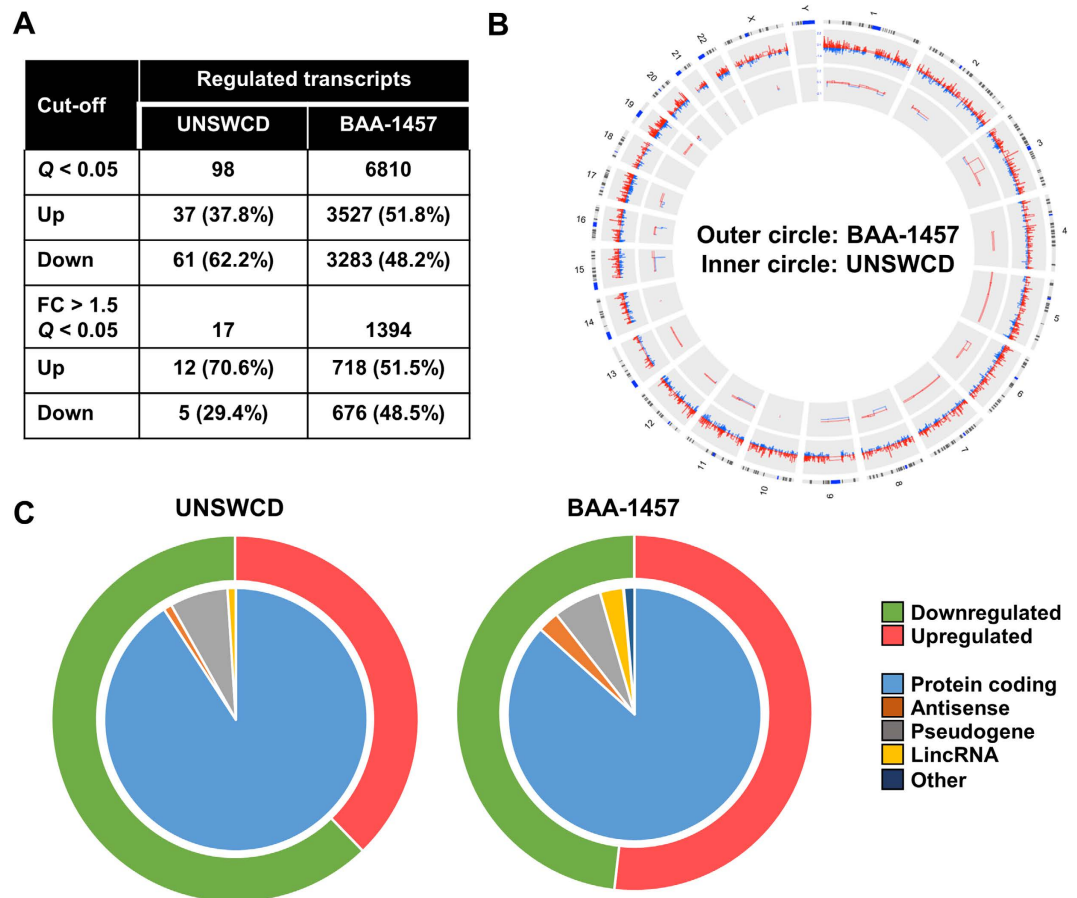 A
Cut-off
Regulated transcripts
UNSWCD
BAA-1457
Q < 0.05
98
6810
Up
37 (37.8%)
3527 (51.8%)
Down
61 (62.2%)
3283 (48.2%)
FC > 1.5
Q < 0.05
17
1394
Up
12 (70.6%)
718 (51.5%)
Down
5 (29.4%)
676 (48.5%)
B
1
2
3
4
5
6
7
8
9
10
11
12
13
14
15
16
17
18
19
20
21
22
X
Y
Outer circle: BAA-1457
Inner circle: UNSWCD
C
UNSWCD
BAA-1457
Downregulated
Upregulated
Protein coding
Antisense
Pseudogene
LincRNA
Other